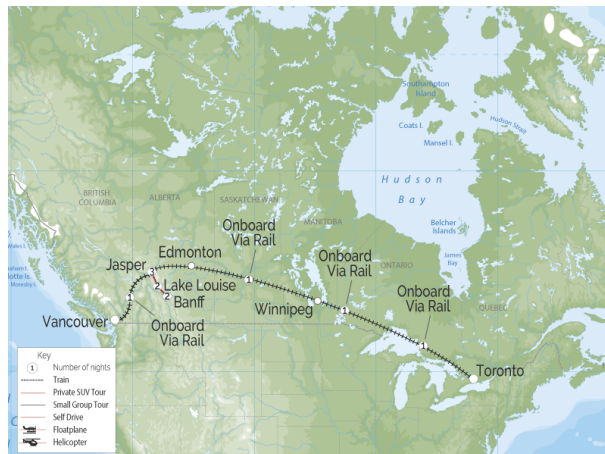 Southampton
Island
Coats I.
Mansel I.
Hudson Strait
Hudson
Bay
Belcher
Islands
James
Bay
BRITISH
COLUMBIA
ALBERTA
SASKATCHEWAN
MANITOBA
ONTARIO
QUEBEC
Onboard
Via Rail
Onboard
Via Rail
Onboard
Via Rail
Edmonton
Jasper
3
1
2
Lake Louise
2
Banff
1
Winnipeg
1
Vancouver
Onboard
Via Rail
1
Toronto
Moresby I.
Key
1 Number of nights
Train
Private SUV Tour
Small Group Tour
Self Drive
Floatplane
Helicopter